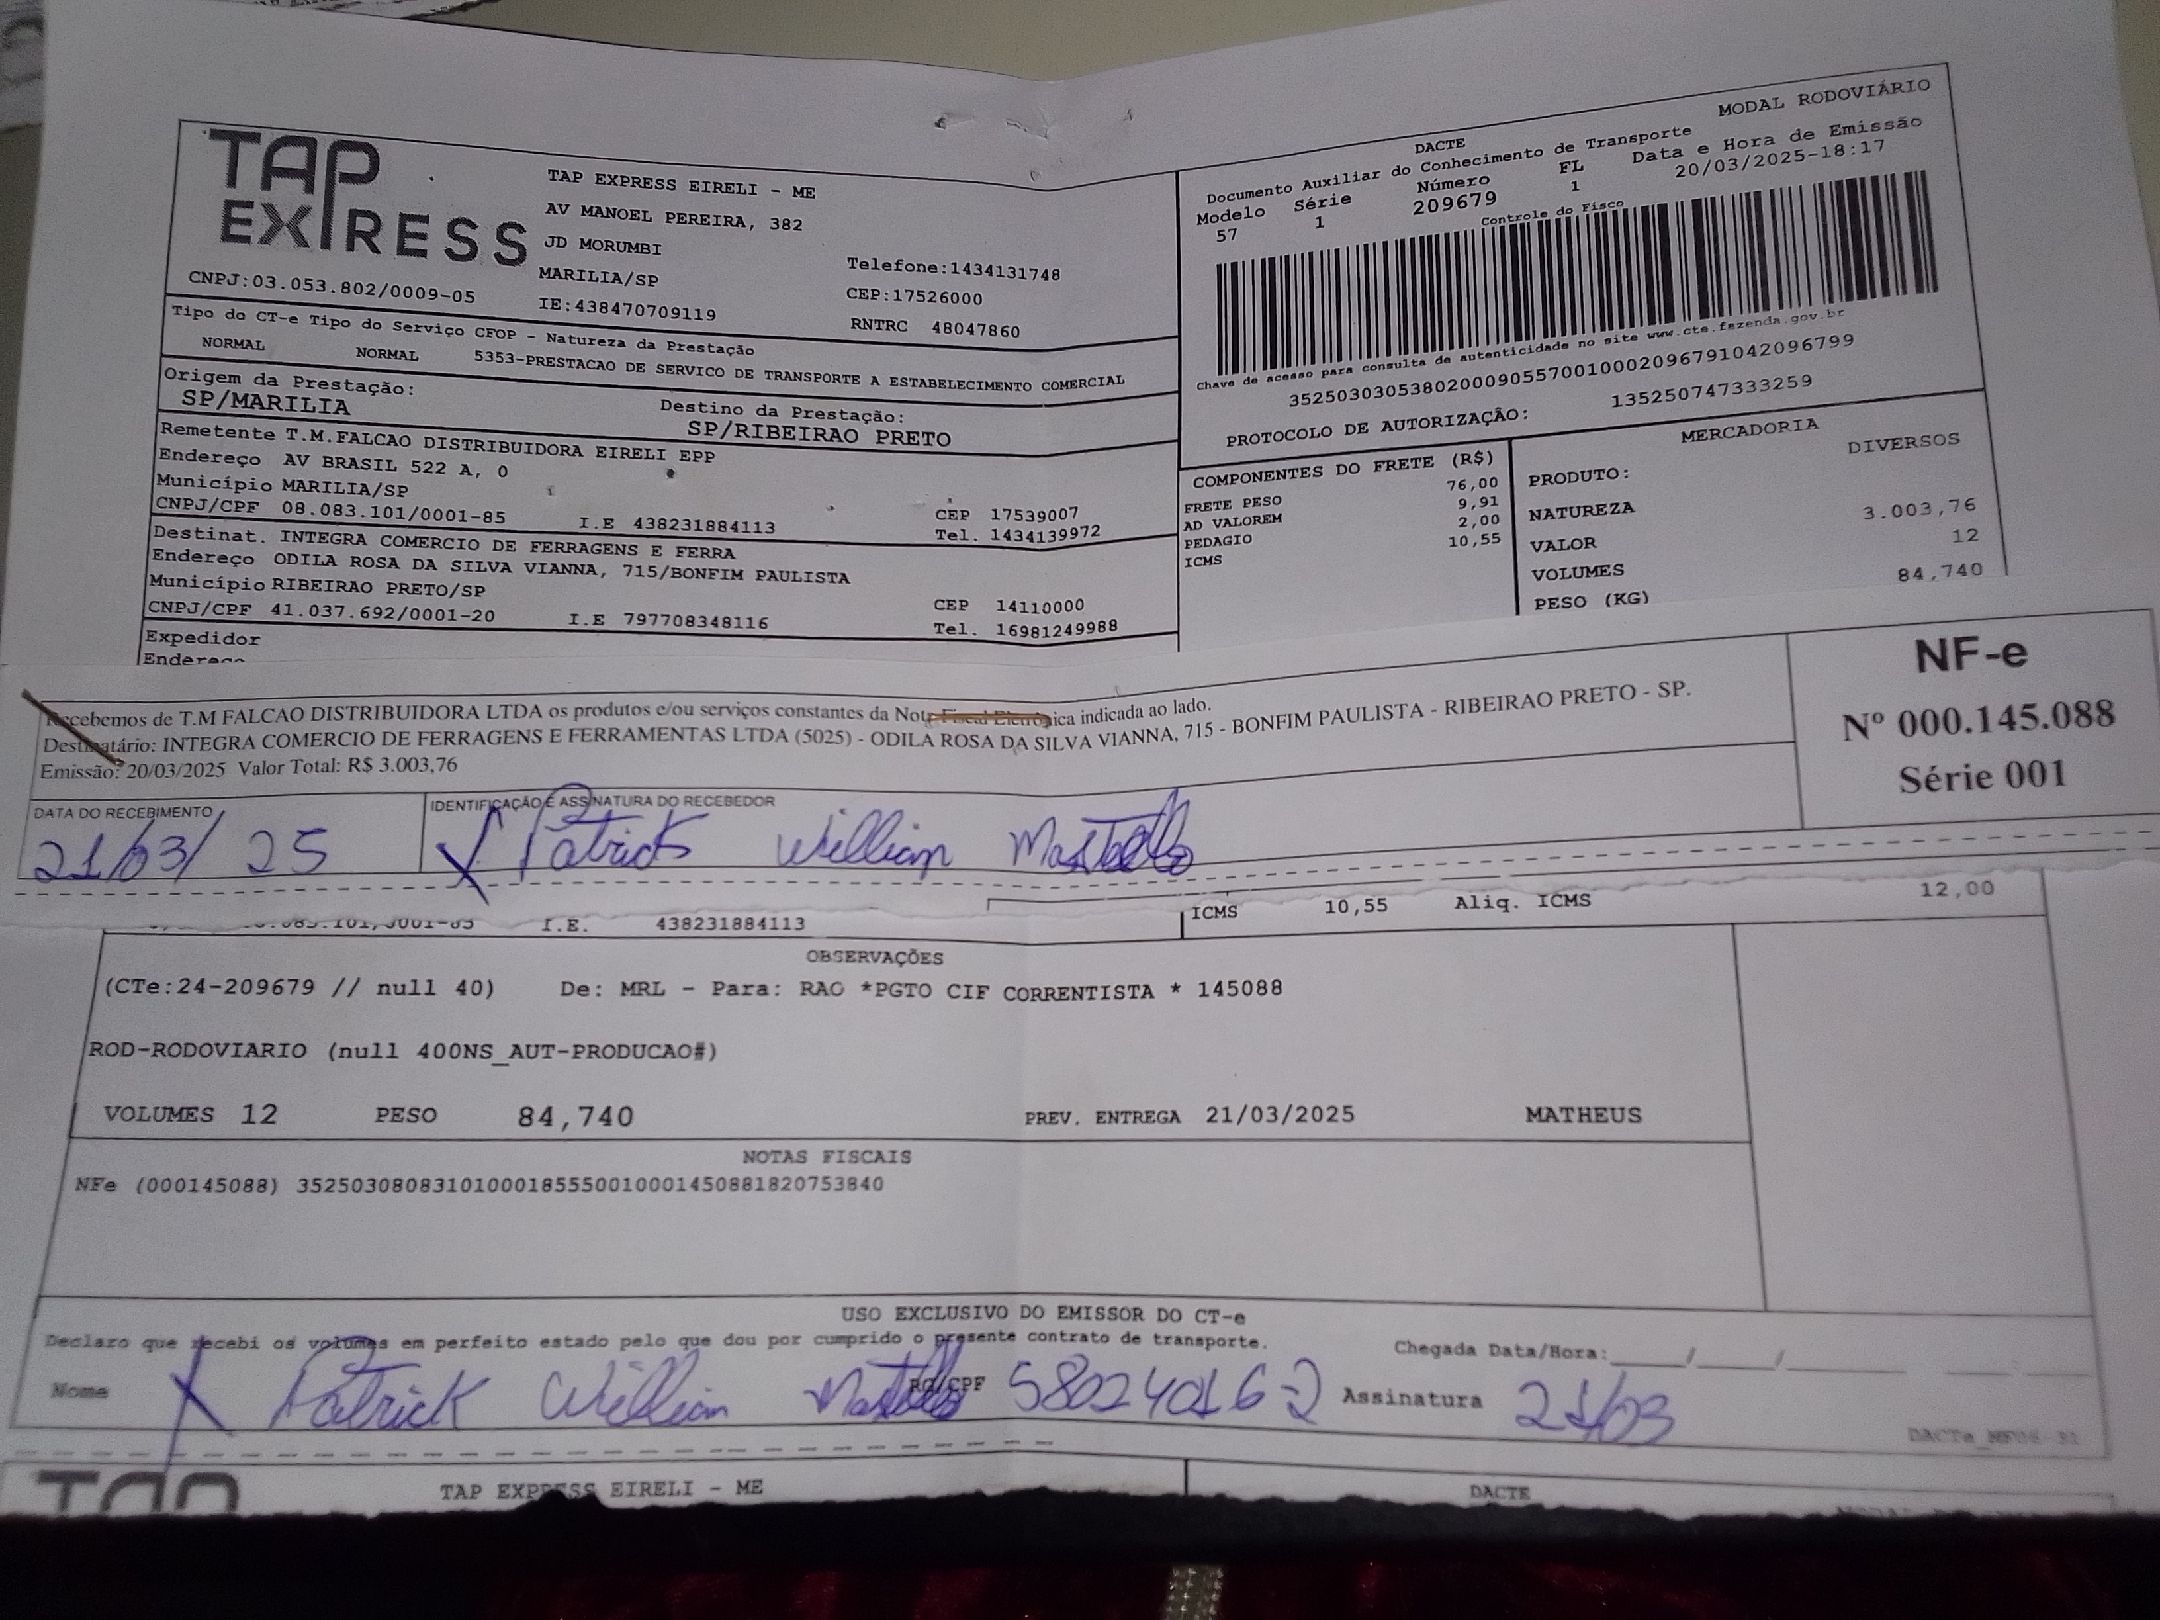 TAP EXPRESS
TAP EXPRESS EIRELI - ME
AV MANOEL PEREIRA, 382
JD MORUMBI
MARILIA/SP Telefone:1434131748
CNPJ:03.053.802/0009-05 IE:438470709119 CEP:17526000
RNTRC 48047860
DACTE MODAL RODOVIÁRIO
Documento Auxiliar do Conhecimento de Transporte
Modelo Série Número FL Data e Hora de Emissão
57 1 209679 1 20/03/2025-18:17
Controle do Fisco
Chave de acesso para consulta de autenticidade no site www.cte.fazenda.gov.br
35250303053802000905570010002096791042096799
PROTOCOLO DE AUTORIZAÇÃO: 135250747333259
Tipo do CT-e Tipo do Serviço CFOP - Natureza da Prestação
NORMAL NORMAL 5353-PRESTACAO DE SERVICO DE TRANSPORTE A ESTABELECIMENTO COMERCIAL
Origem da Prestação: Destino da Prestação:
SP/MARILIA SP/RIBEIRAO PRETO
Remetente T.M.FALCAO DISTRIBUIDORA EIRELI EPP
Endereço AV BRASIL 522 A, 0
Município MARILIA/SP CEP 17539007
CNPJ/CPF 08.083.101/0001-85 I.E 438231884113 Tel. 1434139972
Destinat. INTEGRA COMERCIO DE FERRAGENS E FERRA
Endereço ODILA ROSA DA SILVA VIANNA, 715/BONFIM PAULISTA
Município RIBEIRAO PRETO/SP CEP 14110000
CNPJ/CPF 41.037.692/0001-20 I.E 797708348116 Tel. 16981249988
Expedidor
Endereço
COMPONENTES DO FRETE (R$)
FRETE PESO 76,00
AD VALOREM 9,91
PEDAGIO 2,00
ICMS 10,55
MERCADORIA
PRODUTO: DIVERSOS
NATUREZA
VALOR 3.003,76
VOLUMES 12
PESO (KG) 84,740
Recebemos de T.M FALCAO DISTRIBUIDORA LTDA os produtos e/ou serviços constantes da Nota Fiscal Eletrônica indicada ao lado.
Destinatário: INTEGRA COMERCIO DE FERRAGENS E FERRAMENTAS LTDA (5025) - ODILA ROSA DA SILVA VIANNA, 715 - BONFIM PAULISTA - RIBEIRAO PRETO - SP.
Emissão: 20/03/2025 Valor Total: R$ 3.003,76
NF-e
Nº 000.145.088
Série 001
DATA DO RECEBIMENTO IDENTIFICAÇÃO E ASSINATURA DO RECEBEDOR
21/03/25 X Patrick Willian
I.E. 438231884113 ICMS 10,55 Aliq. ICMS 12,00
OBSERVAÇÕES
(CTe:24-209679 // null 40) De: MRL - Para: RAO *PGTO CIF CORRENTISTA * 145088
ROD-RODOVIARIO (null 400NS_AUT-PRODUCAO#)
VOLUMES 12 PESO 84,740 PREV. ENTREGA 21/03/2025 MATHEUS
NOTAS FISCAIS
NFe (000145088) 35250308083101000185550010001450881820753840
USO EXCLUSIVO DO EMISSOR DO CT-e
Declaro que recebi os volumes em perfeito estado pelo que dou por cumprido o presente contrato de transporte. Chegada Data/Hora:____/____/______
Nome X Patrick Willian RG/CPF 58024016-2 Assinatura 21/03
TAP
TAP EXPRESS EIRELI - ME DACTE